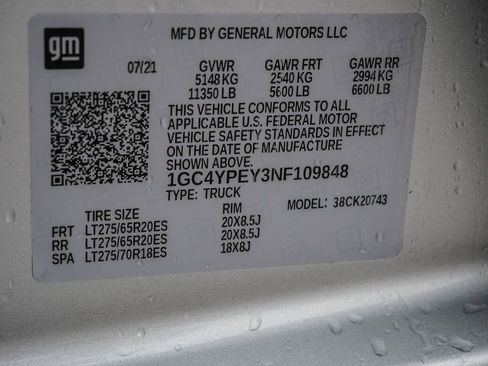 gm
MFD BY GENERAL MOTORS LLC
07/21 GVWR GAWR FRT GAWR RR
5148 KG 2540 KG 2994 KG
11350 LB 5600 LB 6600 LB
THIS VEHICLE CONFORMS TO ALL
APPLICABLE U.S. FEDERAL MOTOR
VEHICLE SAFETY STANDARDS IN EFFECT
ON THE DATE OF MANUFACTURE
SHOWN ABOVE.
1GC4YPEY3NF109848
TYPE: TRUCK
MODEL: 38CK20743
TIRE SIZE RIM
FRT LT275/65R20ES 20X8.5J
RR LT275/65R20ES 20X8.5J
SPA LT275/70R18ES 18X8J